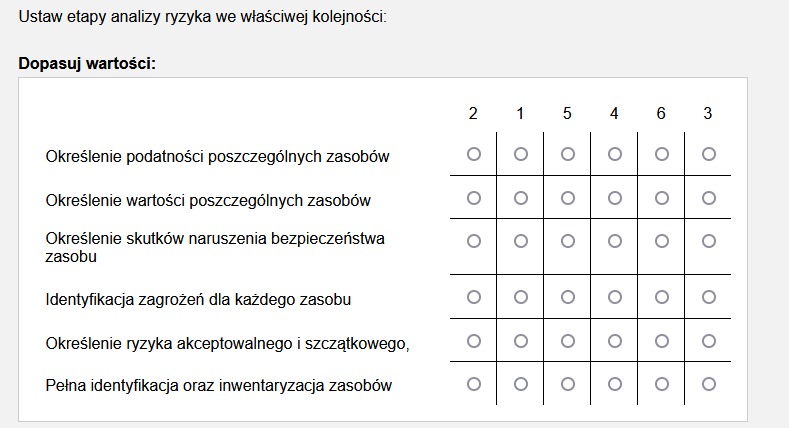 Ustaw etapy analizy ryzyka we właściwej kolejności:
Dopasuj wartości:
2 1 5 4 6 3
Określenie podatności poszczególnych zasobów
Określenie wartości poszczególnych zasobów
Określenie skutków naruszenia bezpieczeństwa
zasobu
Identyfikacja zagrożeń dla każdego zasobu
Określenie ryzyka akceptowalnego i szczątkowego,
Pełna identyfikacja oraz inwentaryzacja zasobów